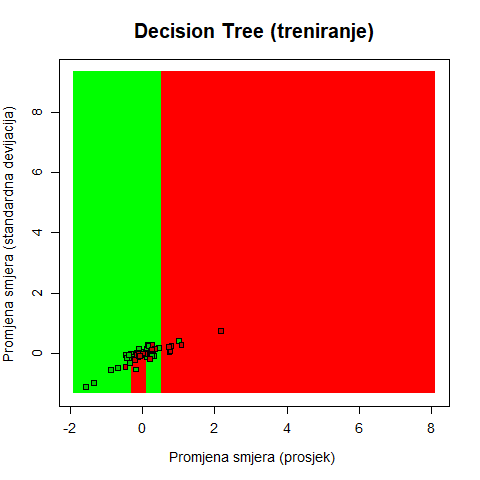 Decision Tree (treniranje)
Promjena smjera (standardna devijacija)
8
6
4
2
0
-2 0 2 4 6 8
Promjena smjera (prosjek)